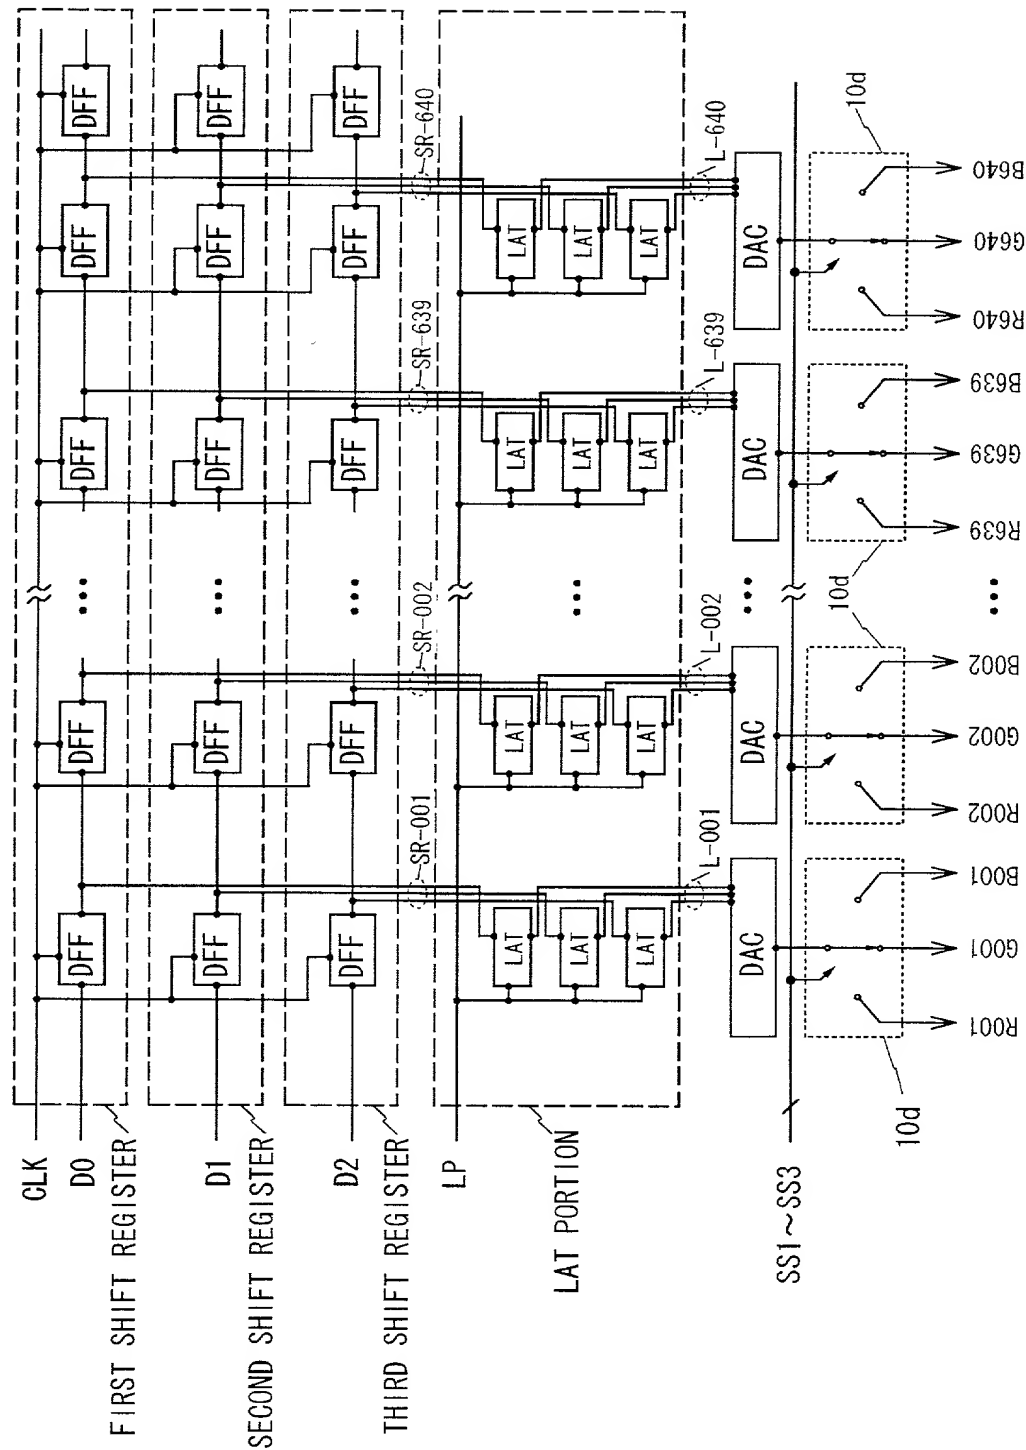 CLK
D0
FIRST SHIFT REGISTER
DFF
DFF
DFF
DFF
DFF
D1
SECOND SHIFT REGISTER
DFF
DFF
DFF
DFF
DFF
D2
THIRD SHIFT REGISTER
DFF
DFF
DFF
DFF
DFF
SR-001
SR-002
SR-639
SR-640
LP
LAT PORTION
LAT
LAT
LAT
LAT
LAT
LAT
LAT
LAT
LAT
LAT
LAT
LAT
L-001
L-002
L-639
L-640
DAC
DAC
DAC
DAC
SS1~SS3
10d
10d
10d
10d
R001
G001
B001
R002
G002
B002
R639
G639
B639
R640
G640
B640